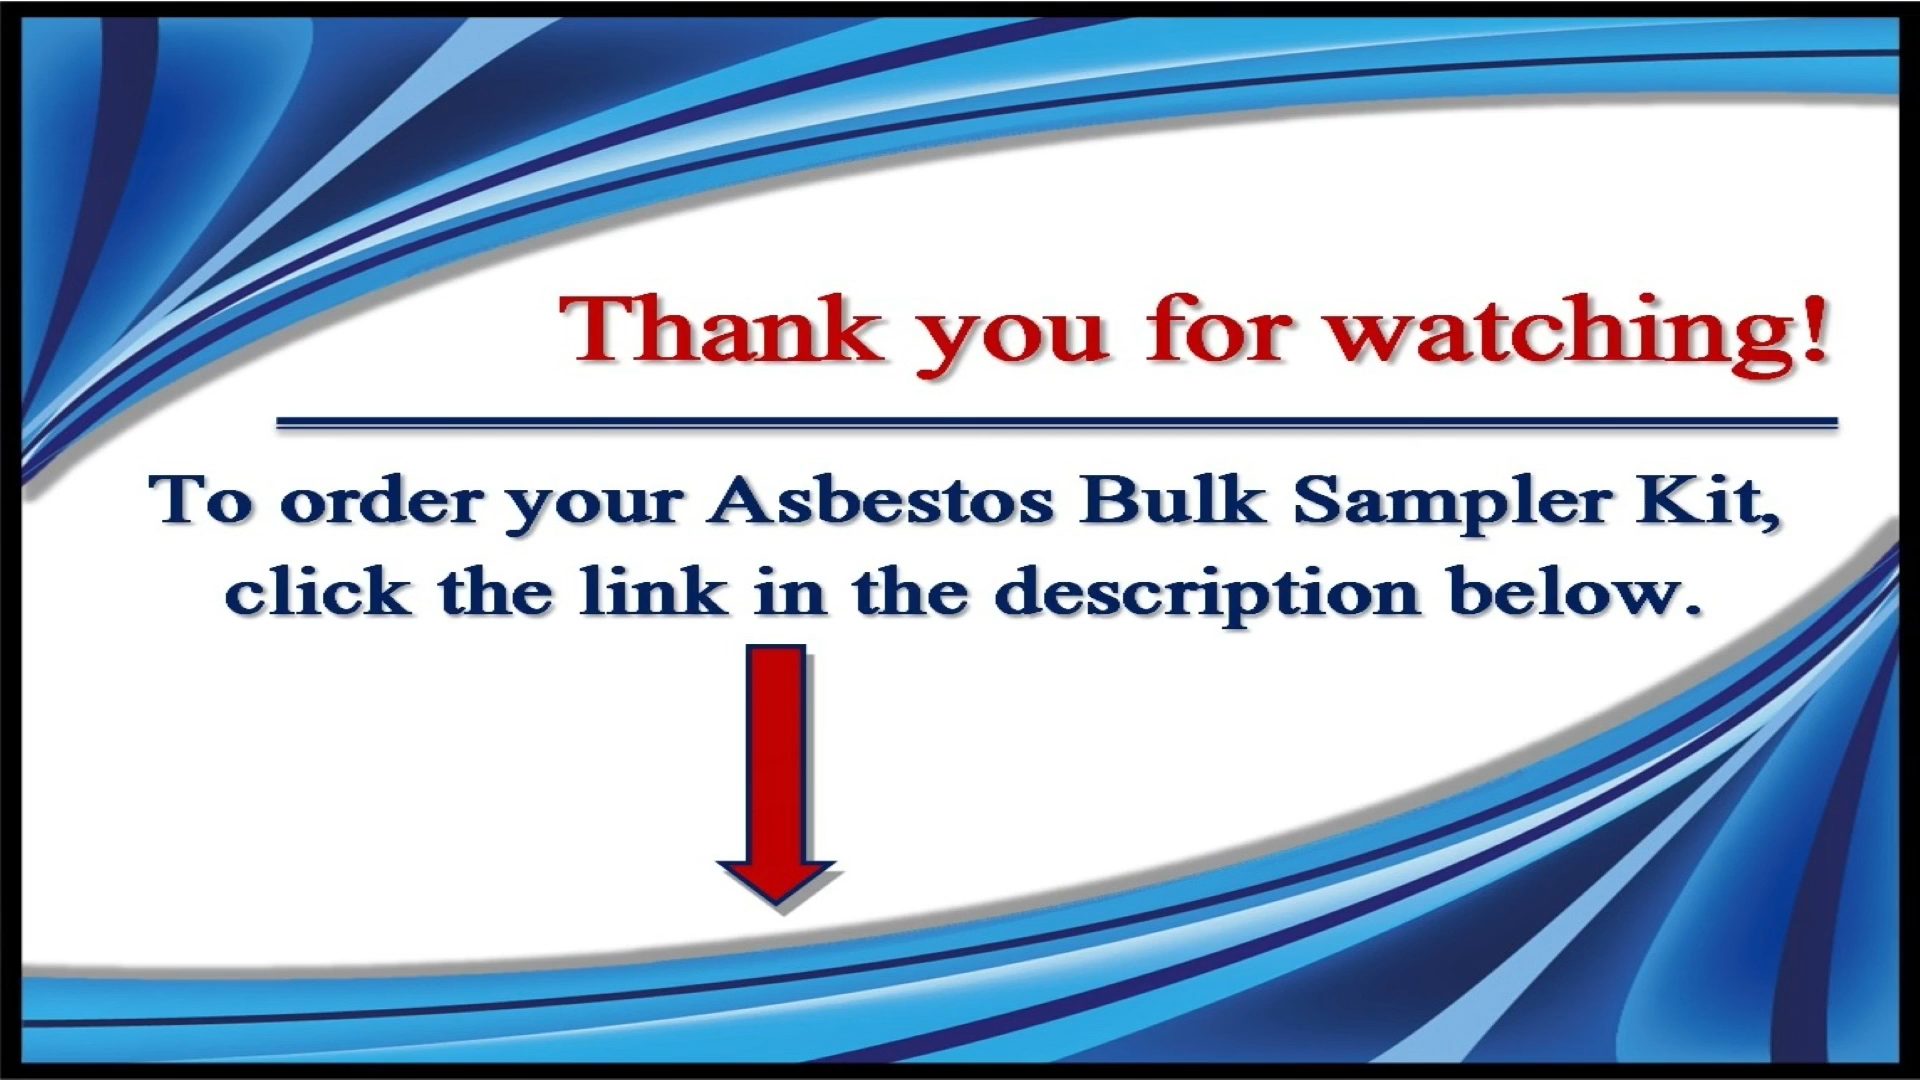 Thank you for watching!
To order your Asbestos Bulk Sampler Kit,
click the link in the description below.